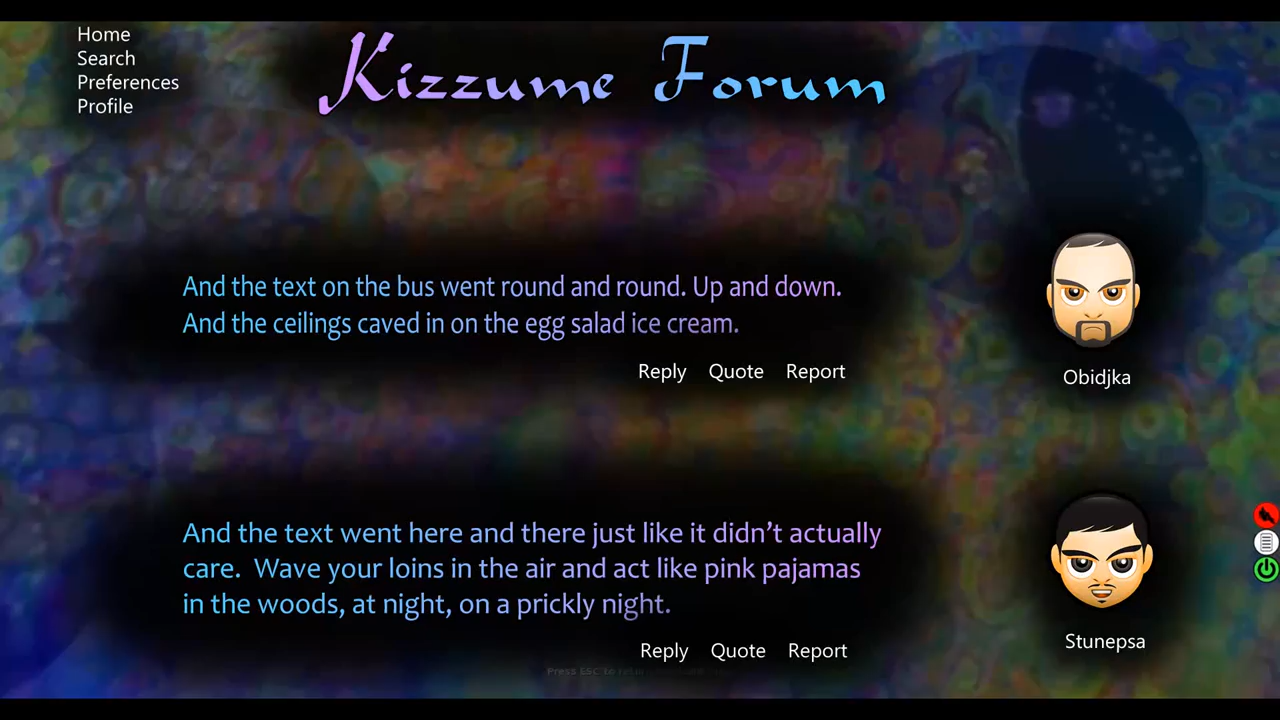 Home
Search
Preferences
Profile
Kizzume Forum
And the text on the bus went round and round. Up and down.
And the ceilings caved in on the egg salad ice cream.
Reply Quote Report
Obidjka
And the text went here and there just like it didn’t actually
care.  Wave your loins in the air and act like pink pajamas
in the woods, at night, on a prickly night.
Reply Quote Report
Stunepsa
Press ESC to